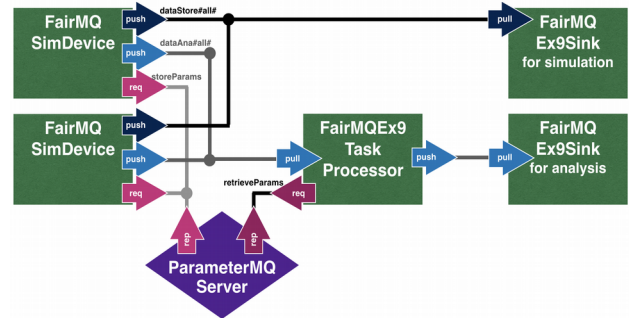 FairMQ
SimDevice
push
dataStore#all#
push
dataAna#all#
req
storeParams
pull
FairMQ
Ex9Sink
for simulation
FairMQ
SimDevice
push
push
req
pull
FairMQEx9
Task
Processor
push
retrieveParams
req
pull
FairMQ
Ex9Sink
for analysis
rep
rep
ParameterMQ
Server